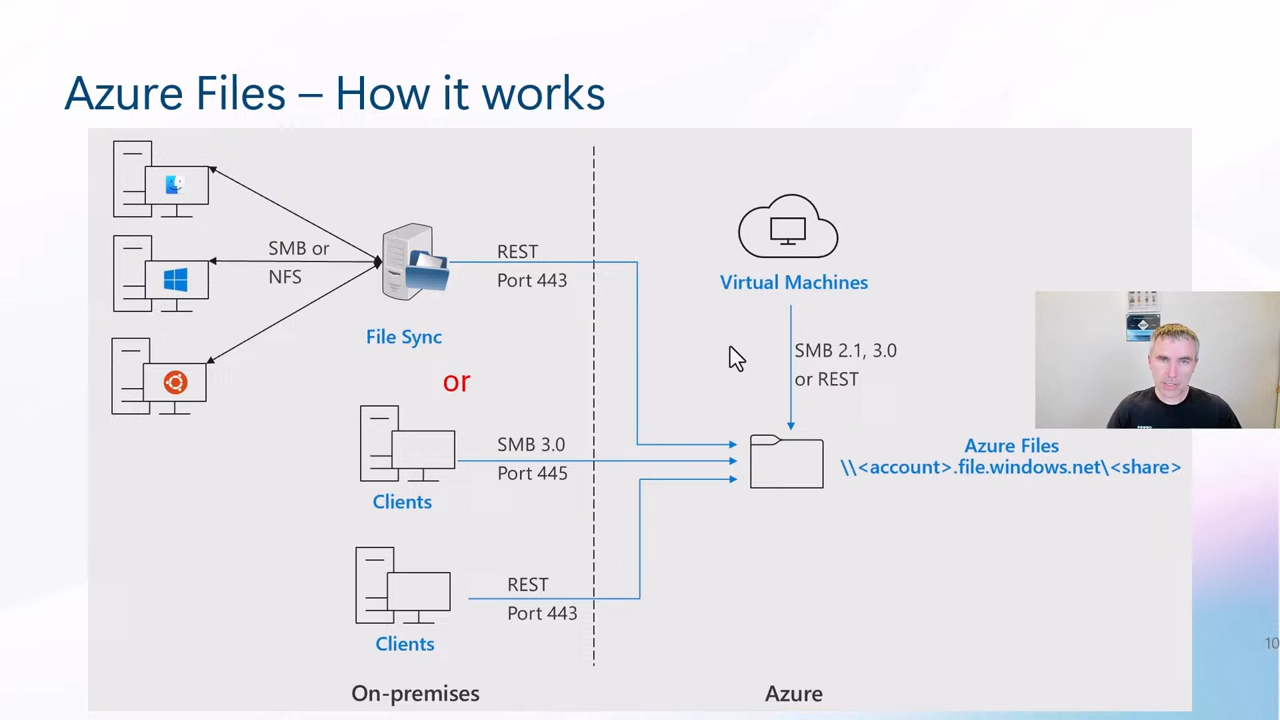 Azure Files – How it works
SMB or
NFS
REST
Port 443
File Sync
or
SMB 3.0
Port 445
Clients
REST
Port 443
Clients
On-premises
Virtual Machines
SMB 2.1, 3.0
or REST
Azure Files
\\<account>.file.windows.net\<share>
Azure
10